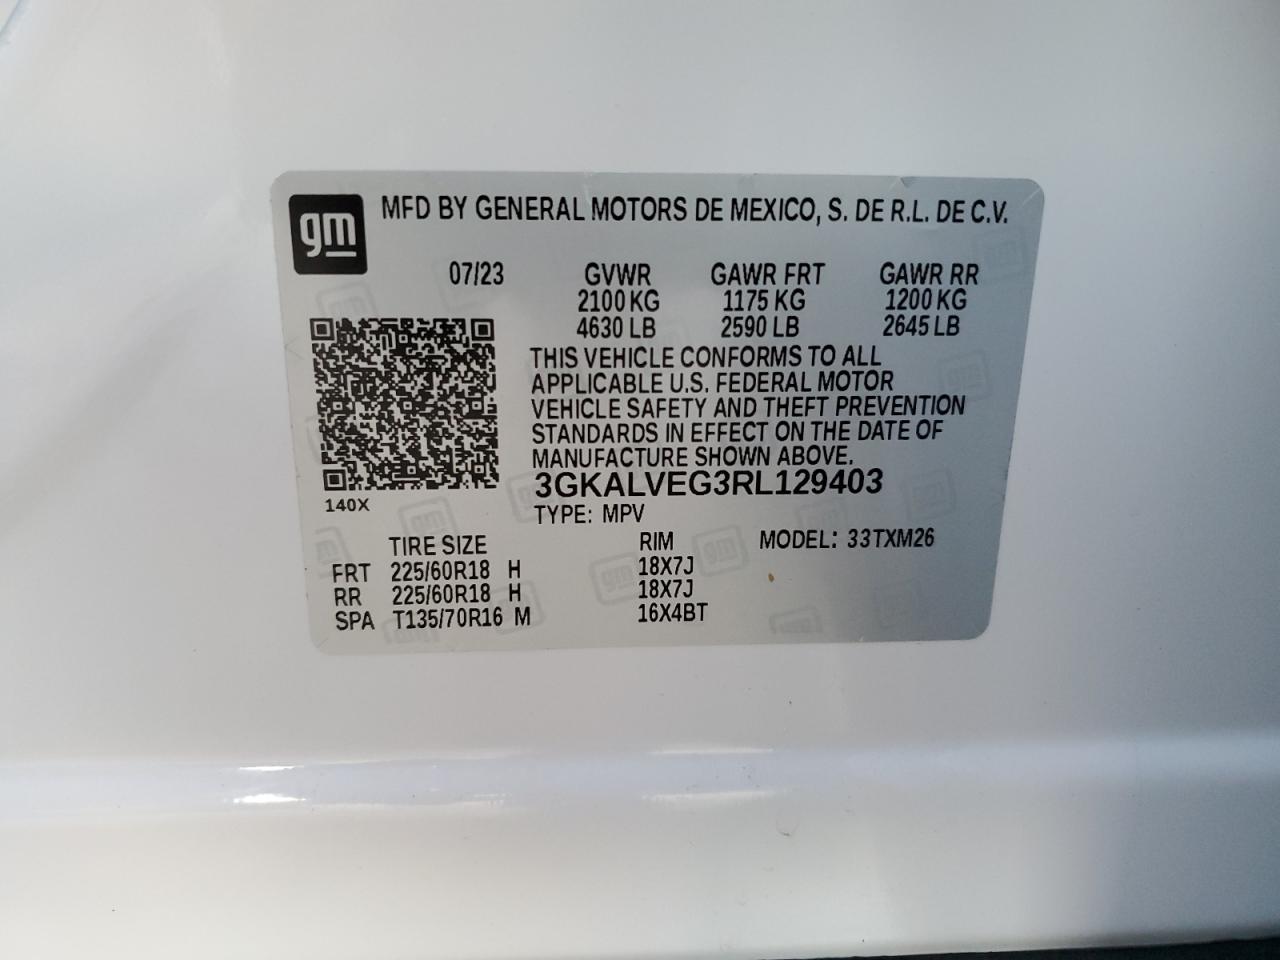 gm
MFD BY GENERAL MOTORS DE MEXICO, S. DE R.L. DE C.V.
07/23 GVWR GAWR FRT GAWR RR
2100 KG 1175 KG 1200 KG
4630 LB 2590 LB 2645 LB
THIS VEHICLE CONFORMS TO ALL
APPLICABLE U.S. FEDERAL MOTOR
VEHICLE SAFETY AND THEFT PREVENTION
STANDARDS IN EFFECT ON THE DATE OF
MANUFACTURE SHOWN ABOVE.
3GKALVEG3RL129403
140X
TYPE: MPV
TIRE SIZE RIM MODEL: 33TXM26
FRT 225/60R18 H 18X7J
RR 225/60R18 H 18X7J
SPA T135/70R16 M 16X4BT